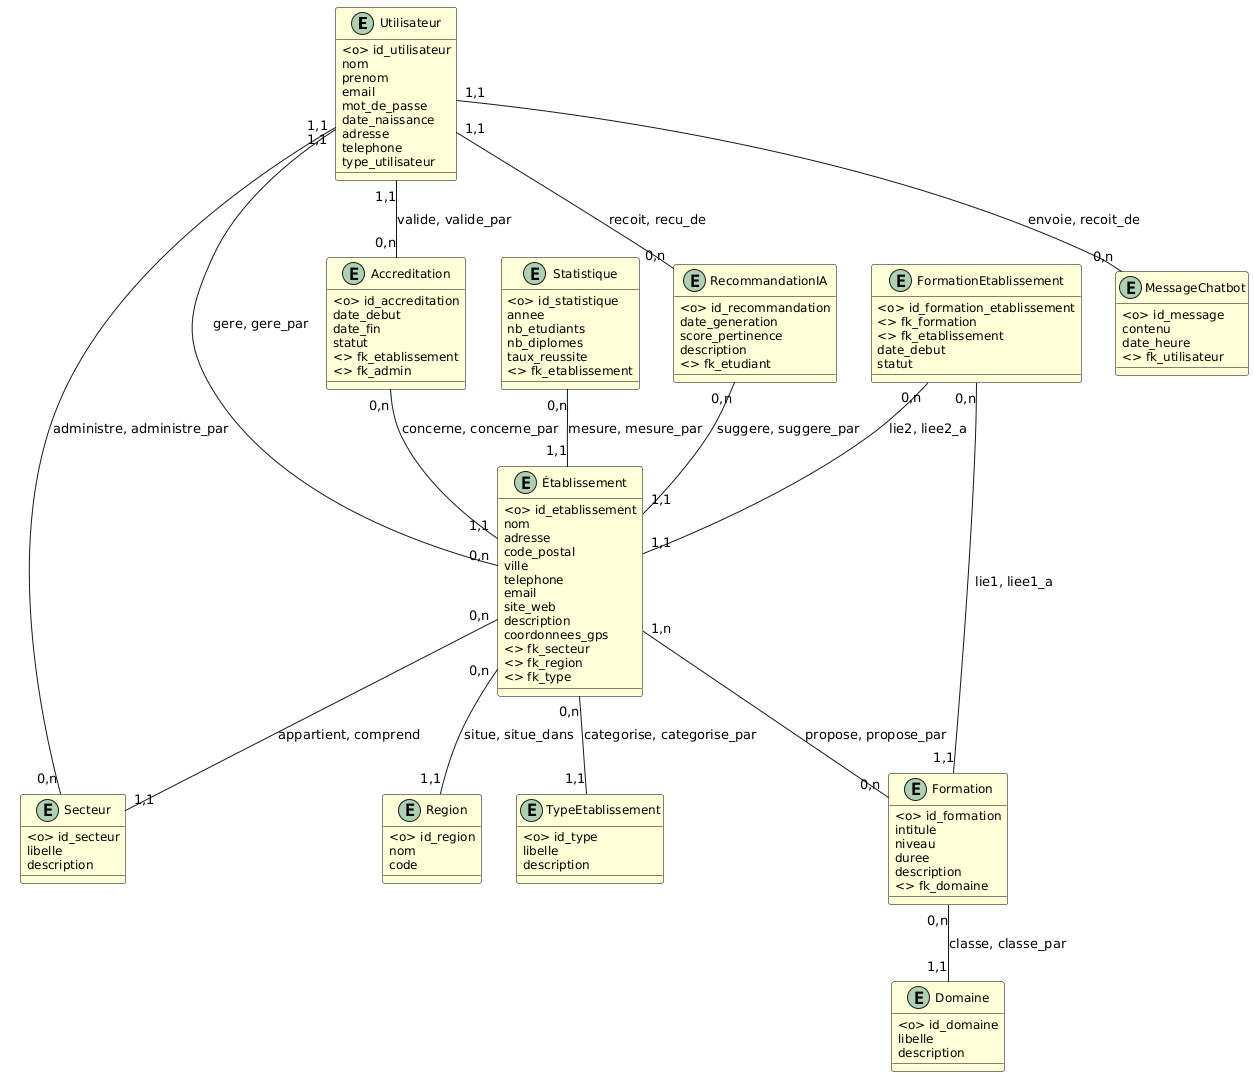 E Utilisateur
<o> id_utilisateur
nom
prenom
email
mot_de_passe
date_naissance
adresse
telephone
type_utilisateur
1,1
1,1
1,1
1,1
1,1
valide, valide_par
recoit, recu_de
envoie, recoit_de
0,n
0,n
0,n
E Accreditation
<o> id_accreditation
date_debut
date_fin
statut
<> fk_etablissement
<> fk_admin
E Statistique
<o> id_statistique
annee
nb_etudiants
nb_diplomes
taux_reussite
<> fk_etablissement
E RecommandationIA
<o> id_recommandation
date_generation
score_pertinence
description
<> fk_etudiant
E FormationEtablissement
<o> id_formation_etablissement
<> fk_formation
<> fk_etablissement
date_debut
statut
E MessageChatbot
<o> id_message
contenu
date_heure
<> fk_utilisateur
gere, gere_par
0,n
0,n
0,n
0,n
0,n
administre, administre_par
concerne, concerne_par
mesure, mesure_par
suggere, suggere_par
lie2, liee2_a
1,1
1,1
1,1
1,1
E Établissement
<o> id_etablissement
nom
adresse
code_postal
ville
telephone
email
site_web
description
coordonnees_gps
<> fk_secteur
<> fk_region
<> fk_type
0,n
lie1, liee1_a
0,n
1,n
0,n
0,n
appartient, comprend
situe, situe_dans
categorise, categorise_par
propose, propose_par
0,n
1,1
1,1
1,1
0,n
1,1
E Secteur
<o> id_secteur
libelle
description
E Region
<o> id_region
nom
code
E TypeEtablissement
<o> id_type
libelle
description
E Formation
<o> id_formation
intitule
niveau
duree
description
<> fk_domaine
0,n
classe, classe_par
1,1
E Domaine
<o> id_domaine
libelle
description